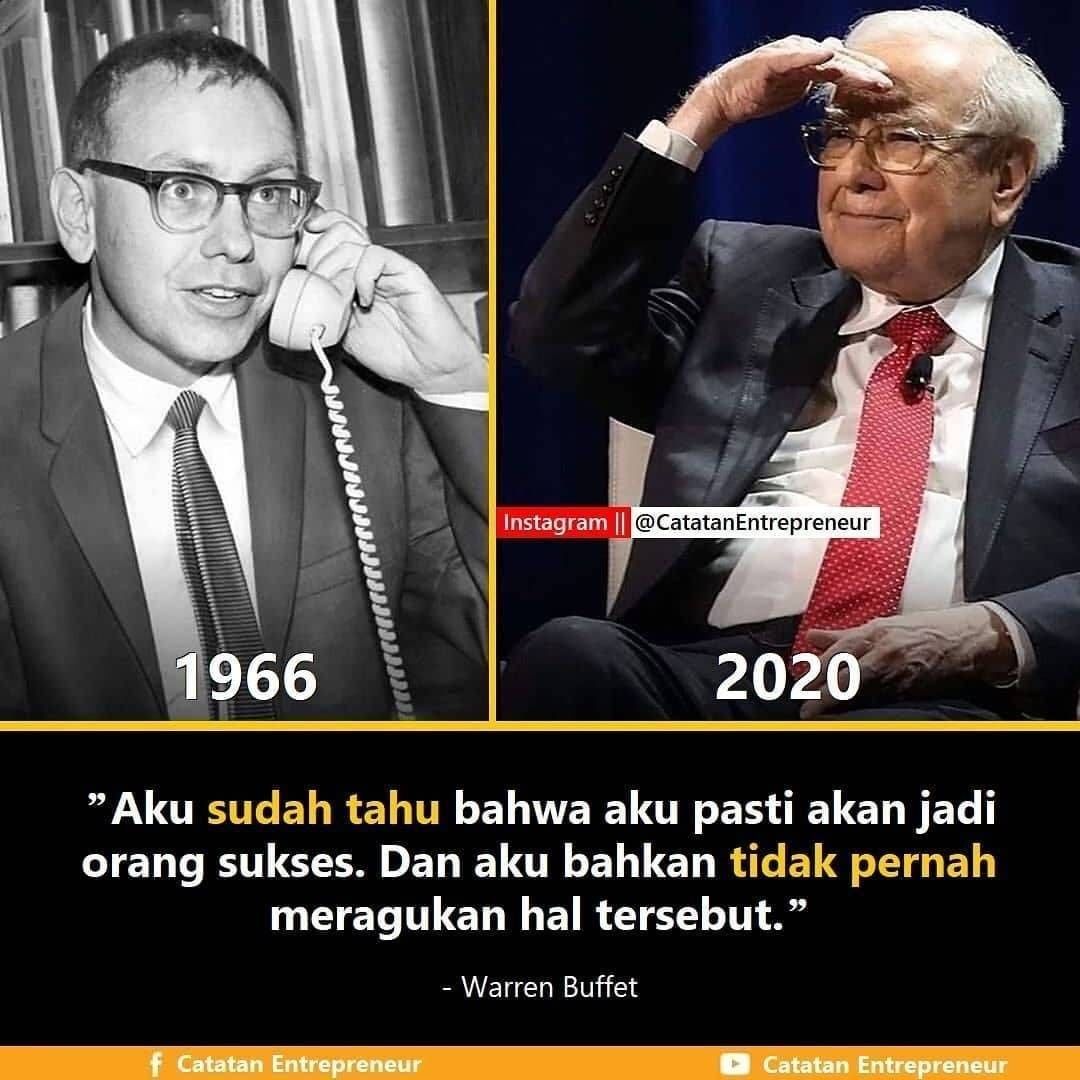 Instagram || @CatatanEntrepreneur
1966
2020
”Aku sudah tahu bahwa aku pasti akan jadi
orang sukses. Dan aku bahkan tidak pernah
meragukan hal tersebut.”
- Warren Buffet
f Catatan Entrepreneur
Catatan Entrepreneur